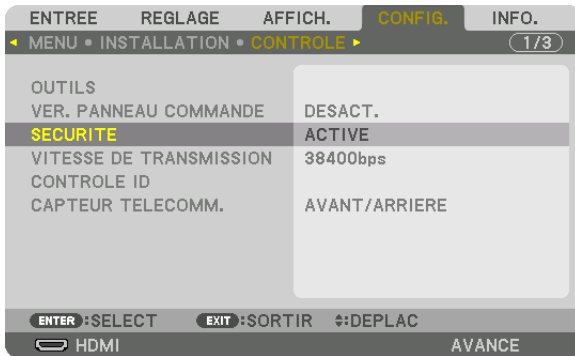 ENTREE REGLAGE AFFICH. CONFIG. INFO.
MENU • INSTALLATION • CONTROLE 1/3
OUTILS
VER. PANNEAU COMMANDE DESACT.
SECURITE ACTIVE
VITESSE DE TRANSMISSION 38400bps
CONTROLE ID
CAPTEUR TELECOMM. AVANT/ARRIERE
ENTER :SELECT EXIT :SORTIR :DEPLAC
HDMI AVANCE